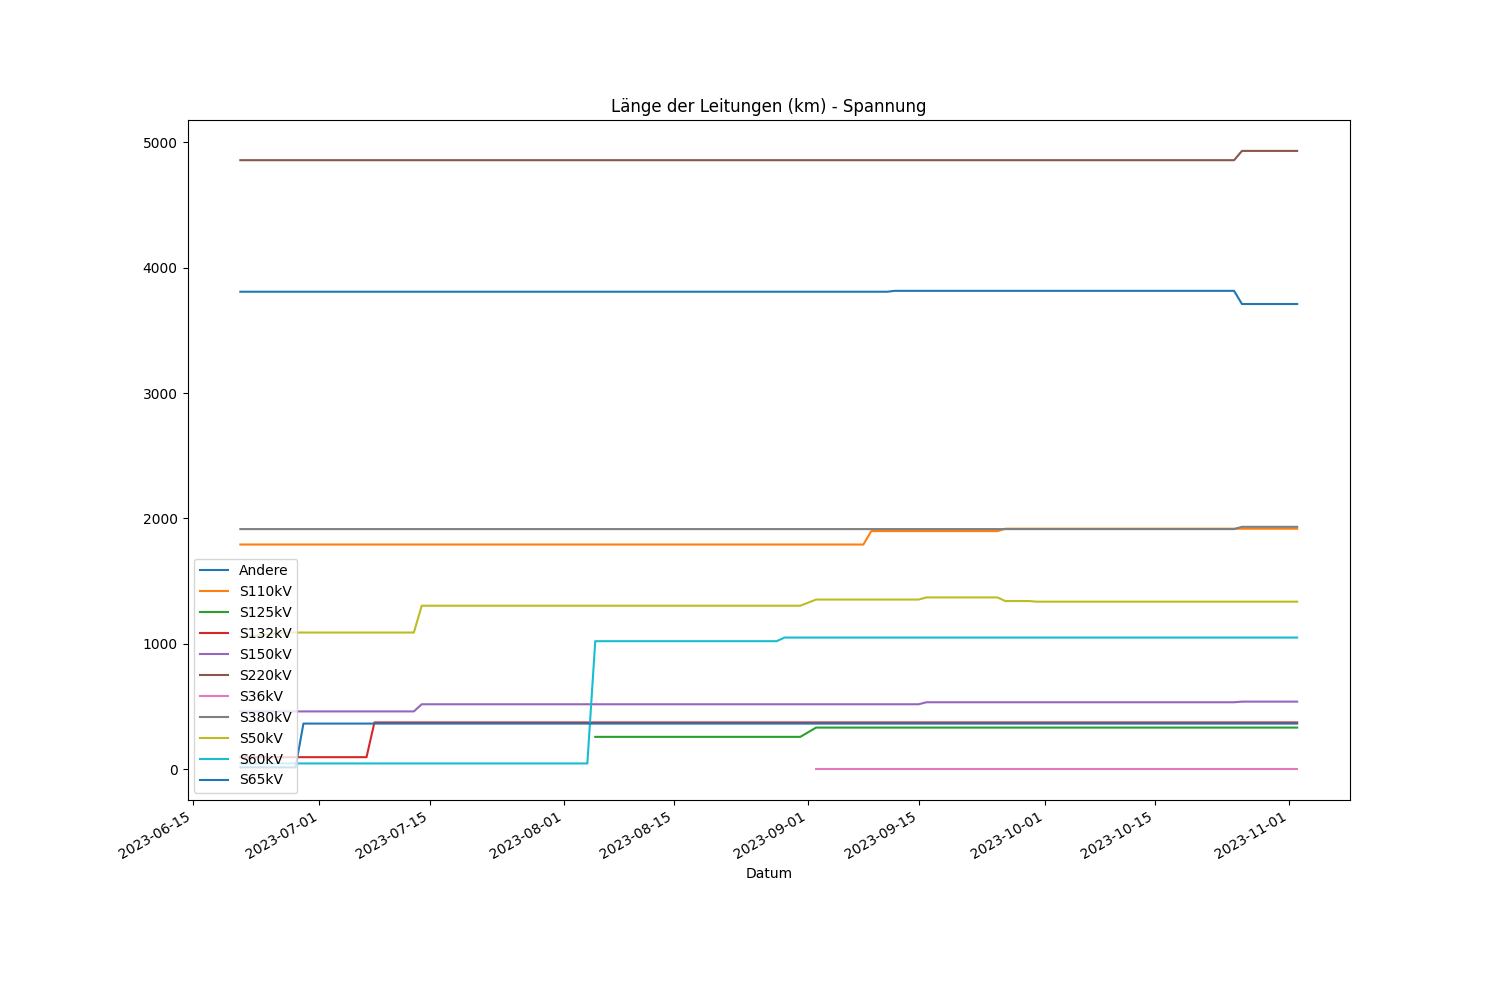 Länge der Leitungen (km) - Spannung
5000
4000
3000
2000
1000
0
Andere
S110kV
S125kV
S132kV
S150kV
S220kV
S36kV
S380kV
S50kV
S60kV
S65kV
2023-06-15
2023-07-01
2023-07-15
2023-08-01
2023-08-15
2023-09-01
2023-09-15
2023-10-01
2023-10-15
2023-11-01
Datum